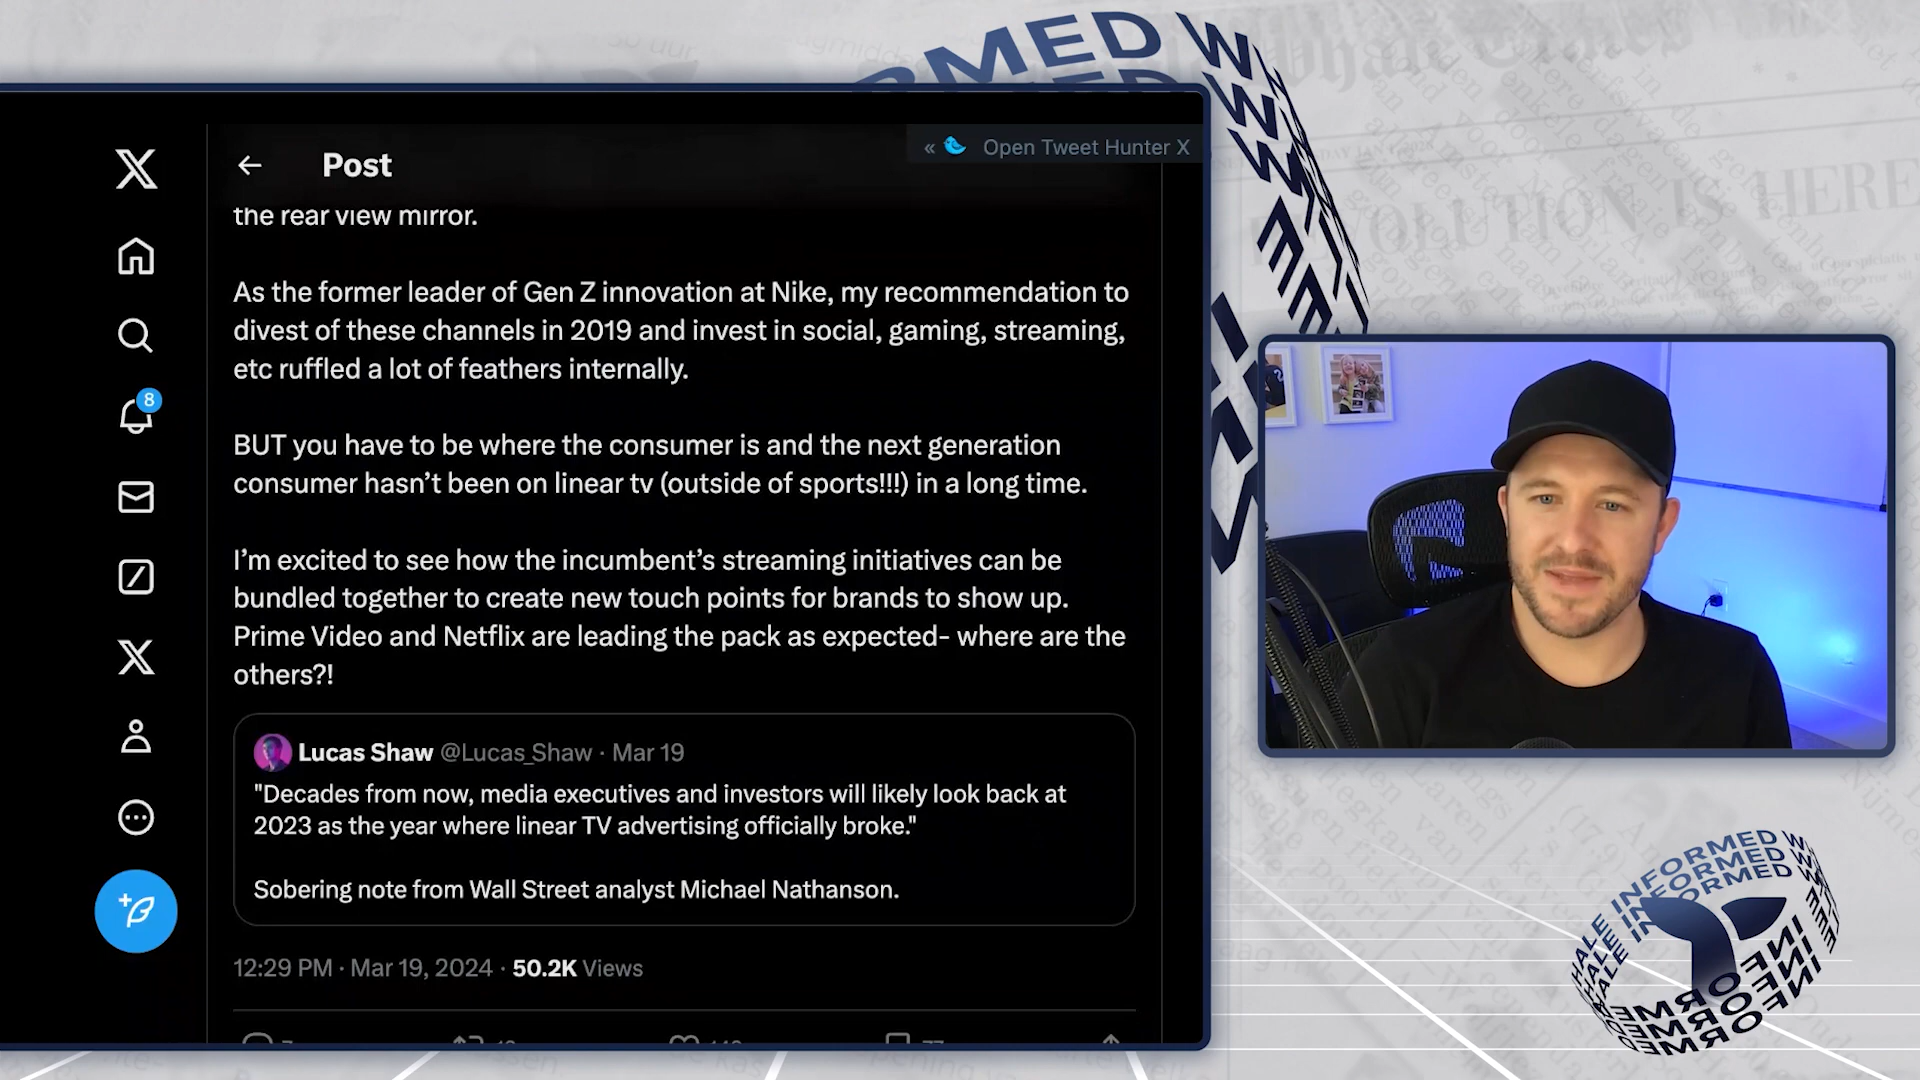 Open Tweet Hunter X
Post
the rear view mirror.
As the former leader of Gen Z innovation at Nike, my recommendation to
divest of these channels in 2019 and invest in social, gaming, streaming,
etc ruffled a lot of feathers internally.
BUT you have to be where the consumer is and the next generation
consumer hasn’t been on linear tv (outside of sports!!!) in a long time.
I’m excited to see how the incumbent’s streaming initiatives can be
bundled together to create new touch points for brands to show up.
Prime Video and Netflix are leading the pack as expected- where are the
others?!
Lucas Shaw @Lucas_Shaw · Mar 19
"Decades from now, media executives and investors will likely look back at
2023 as the year where linear TV advertising officially broke."
Sobering note from Wall Street analyst Michael Nathanson.
12:29 PM · Mar 19, 2024 · 50.2K Views
8
INFORMED
INFORMED
INFORMED